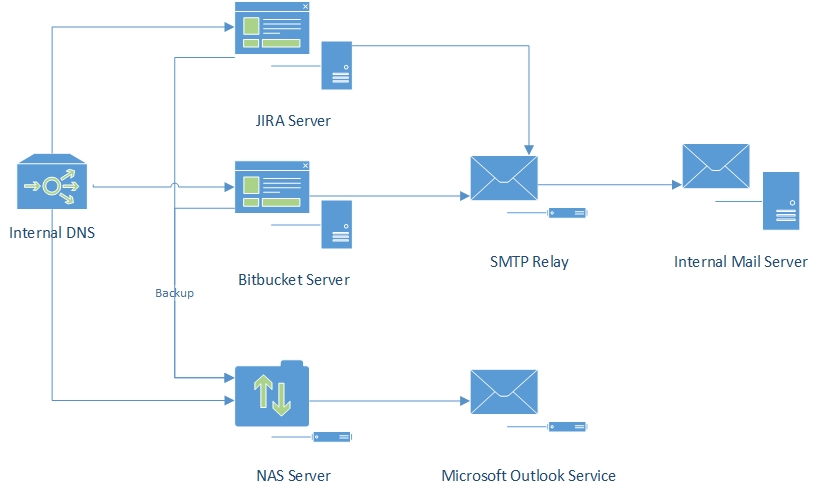 JIRA Server
Internal DNS
Bitbucket Server
SMTP Relay
Internal Mail Server
Backup
NAS Server
Microsoft Outlook Service